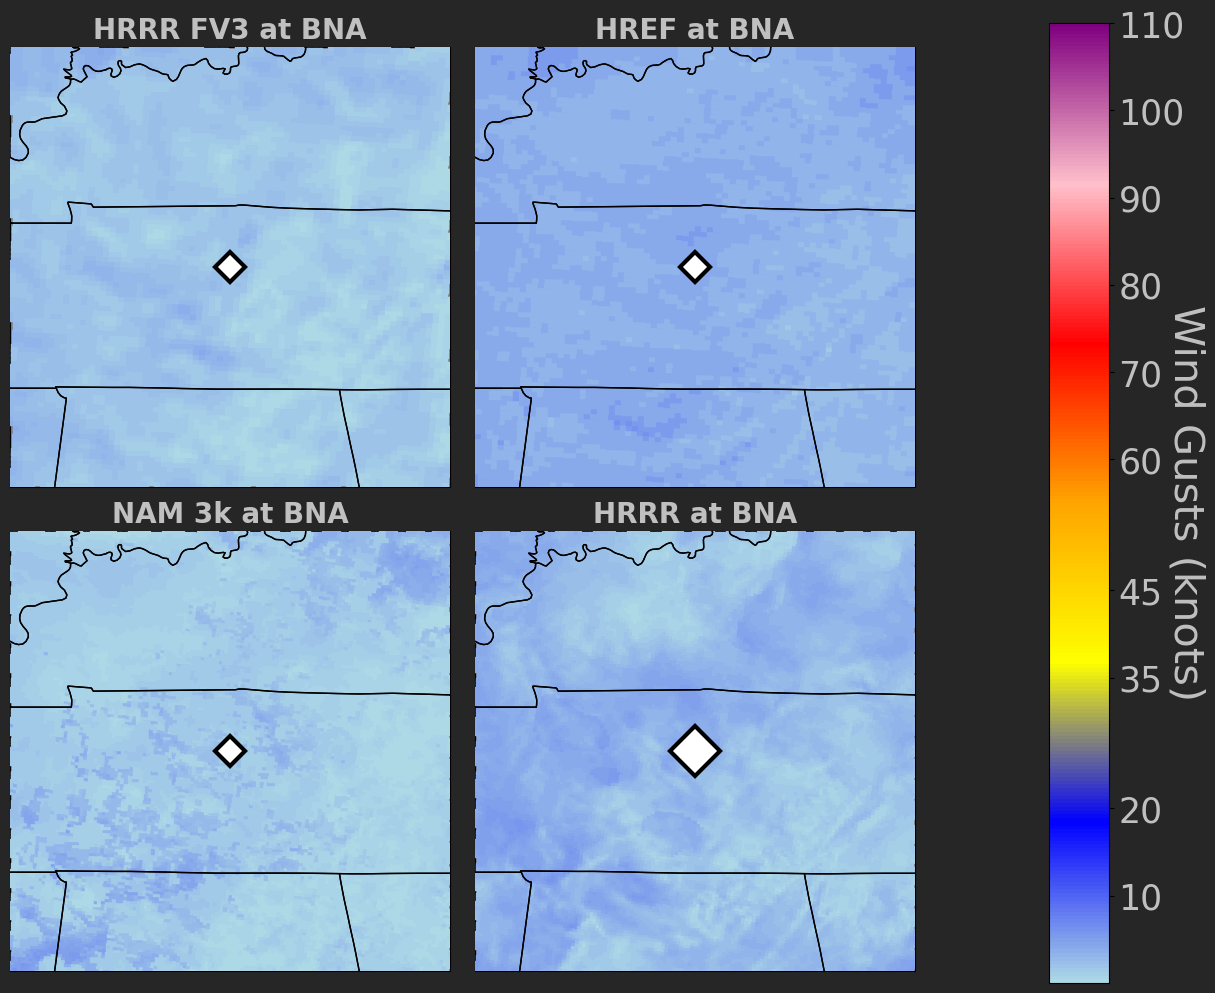 HRRR FV3 at BNA
HREF at BNA
NAM 3k at BNA
HRRR at BNA
110
100
90
80
70
60
45
35
20
10
Wind Gusts (knots)